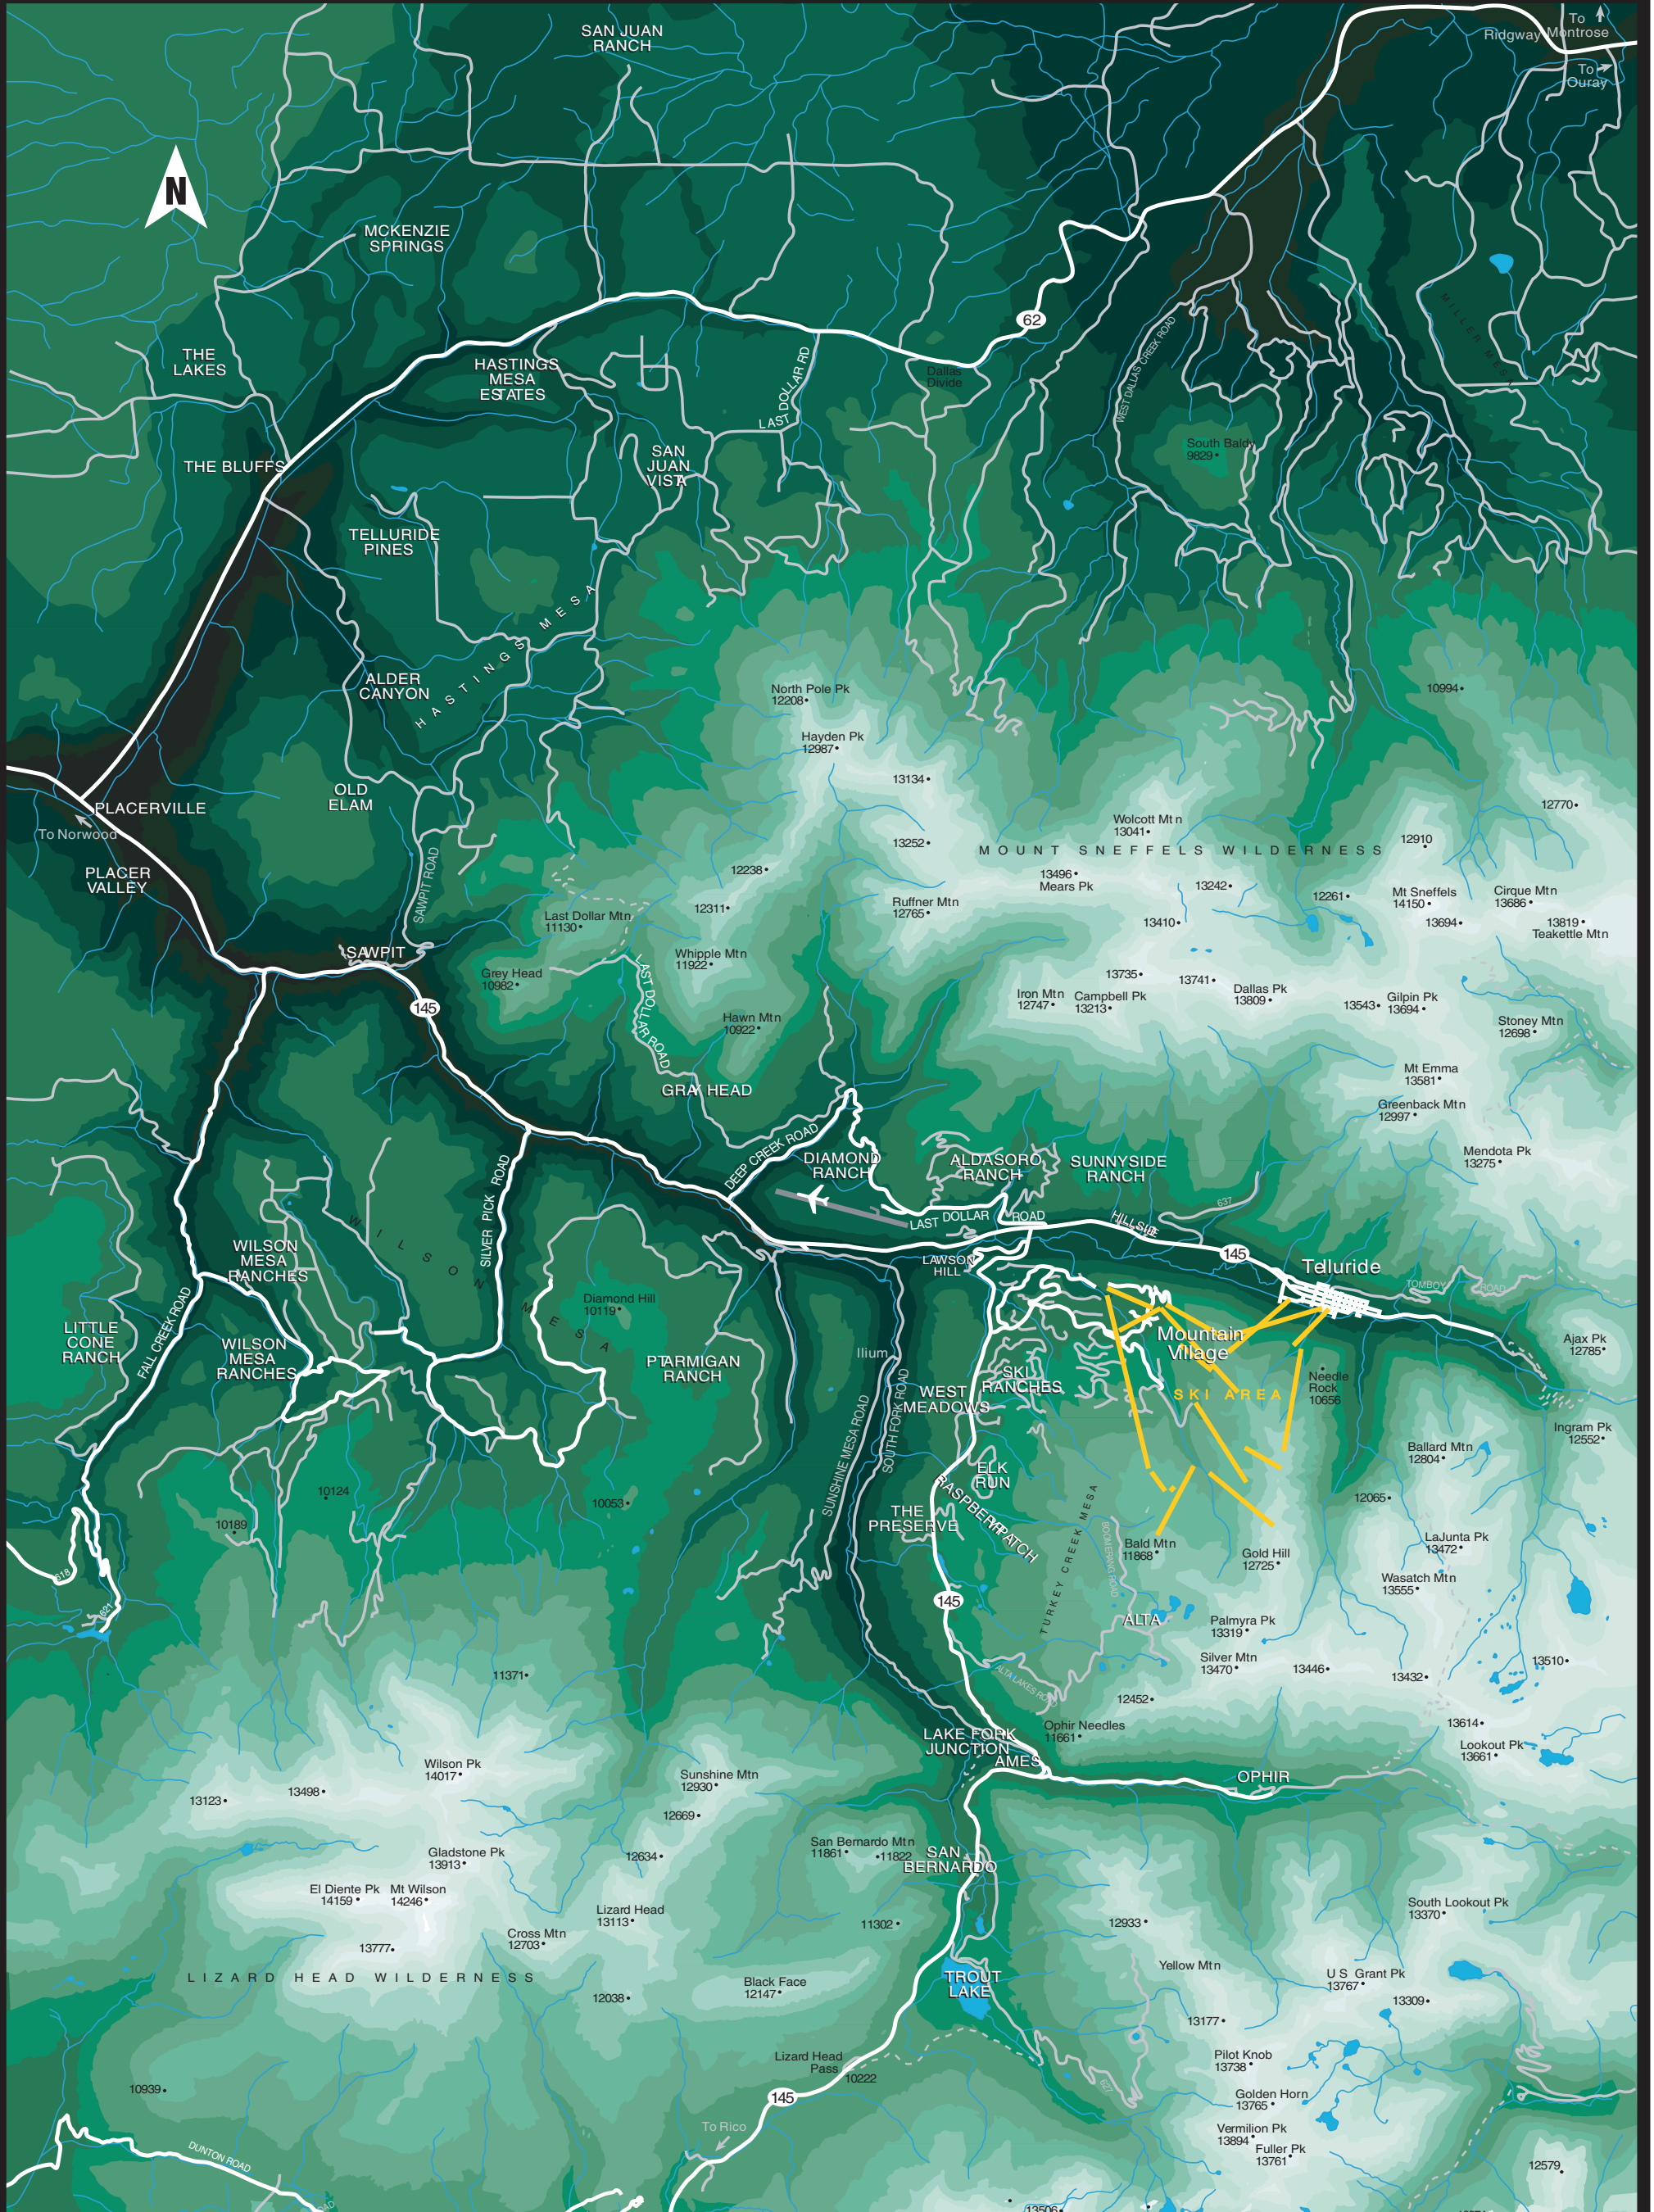 SAN JUAN
RANCH
To
Ridgway Montrose
To
Ouray
N
MCKENZIE
SPRINGS
62
THE
LAKES
HASTINGS
MESA
ESTATES
LAST DOLLAR RD
Dallas
Divide
WEST DALLAS CREEK ROAD
MILLER MESA
South Baldy
9829
THE BLUFFS
SAN
JUAN
VISTA
TELLURIDE
PINES
HASTINGS MESA
ALDER
CANYON
North Pole Pk
12208
10994
Hayden Pk
12987
13134
OLD
ELAM
PLACERVILLE
To Norwood
12770
Wolcott Mtn
13041
13252
12910
MOUNT SNEFFELS WILDERNESS
PLACER
VALLEY
SAWPIT ROAD
12238
13496
Mears Pk
13242
12261
Mt Sneffels
14150
Cirque Mtn
13686
12311
Ruffner Mtn
12765
Last Dollar Mtn
11130
13410
13694
13819
Teakettle Mtn
SAWPIT
Whipple Mtn
11922
Grey Head
10982
LAST DOLLAR ROAD
13735
13741
Dallas Pk
13809
145
Iron Mtn
12747
Campbell Pk
13213
13543
Gilpin Pk
13694
Hawn Mtn
10922
Stoney Mtn
12698
Mt Emma
13581
GRAY HEAD
Greenback Mtn
12997
DEEP CREEK ROAD
DIAMOND
RANCH
ALDASORO
RANCH
SUNNYSIDE
RANCH
Mendota Pk
13275
SILVER PICK ROAD
637
LAST DOLLAR ROAD
HILLSIDE
145
WILSON MESA
WILSON
MESA
RANCHES
LAWSON
HILL
Telluride
TOMBOY ROAD
FALL CREEK ROAD
Diamond Hill
10119
LITTLE
CONE
RANCH
WILSON
MESA
RANCHES
Mountain
Village
Ajax Pk
12785
Ilium
PTARMIGAN
RANCH
SKI
RANCHES
SKI AREA
Needle
Rock
10656
WEST
MEADOWS
SUNSHINE MESA ROAD
SOUTH FORK ROAD
Ingram Pk
12552
Ballard Mtn
12804
ELK
RUN
10124
10053
12065
RASPBERRY PATCH
THE
PRESERVE
10189
TURKEY CREEK MESA
BOOMERANG ROAD
Bald Mtn
11868
Gold Hill
12725
LaJunta Pk
13472
618
Wasatch Mtn
13555
621
145
ALTA
Palmyra Pk
13319
Silver Mtn
13470
13446
13432
13510
11371
ALTA LAKES ROAD
12452
Ophir Needles
11661
13614
LAKE FORK
JUNCTION
AMES
Lookout Pk
13661
Wilson Pk
14017
Sunshine Mtn
12930
OPHIR
13498
13123
12669
San Bernardo Mtn
11861
11822
SAN
BERNARDO
Gladstone Pk
13913
12634
El Diente Pk
14159
Mt Wilson
14246
Lizard Head
13113
South Lookout Pk
13370
11302
12933
Cross Mtn
12703
13777
Yellow Mtn
LIZARD HEAD WILDERNESS
TROUT
LAKE
U S Grant Pk
13767
Black Face
12147
12038
13309
13177
Lizard Head
Pass
10222
Pilot Knob
13738
627
10939
145
Golden Horn
13765
To Rico
Vermilion Pk
13894
Fuller Pk
13761
DUNTON ROAD
12579
13506